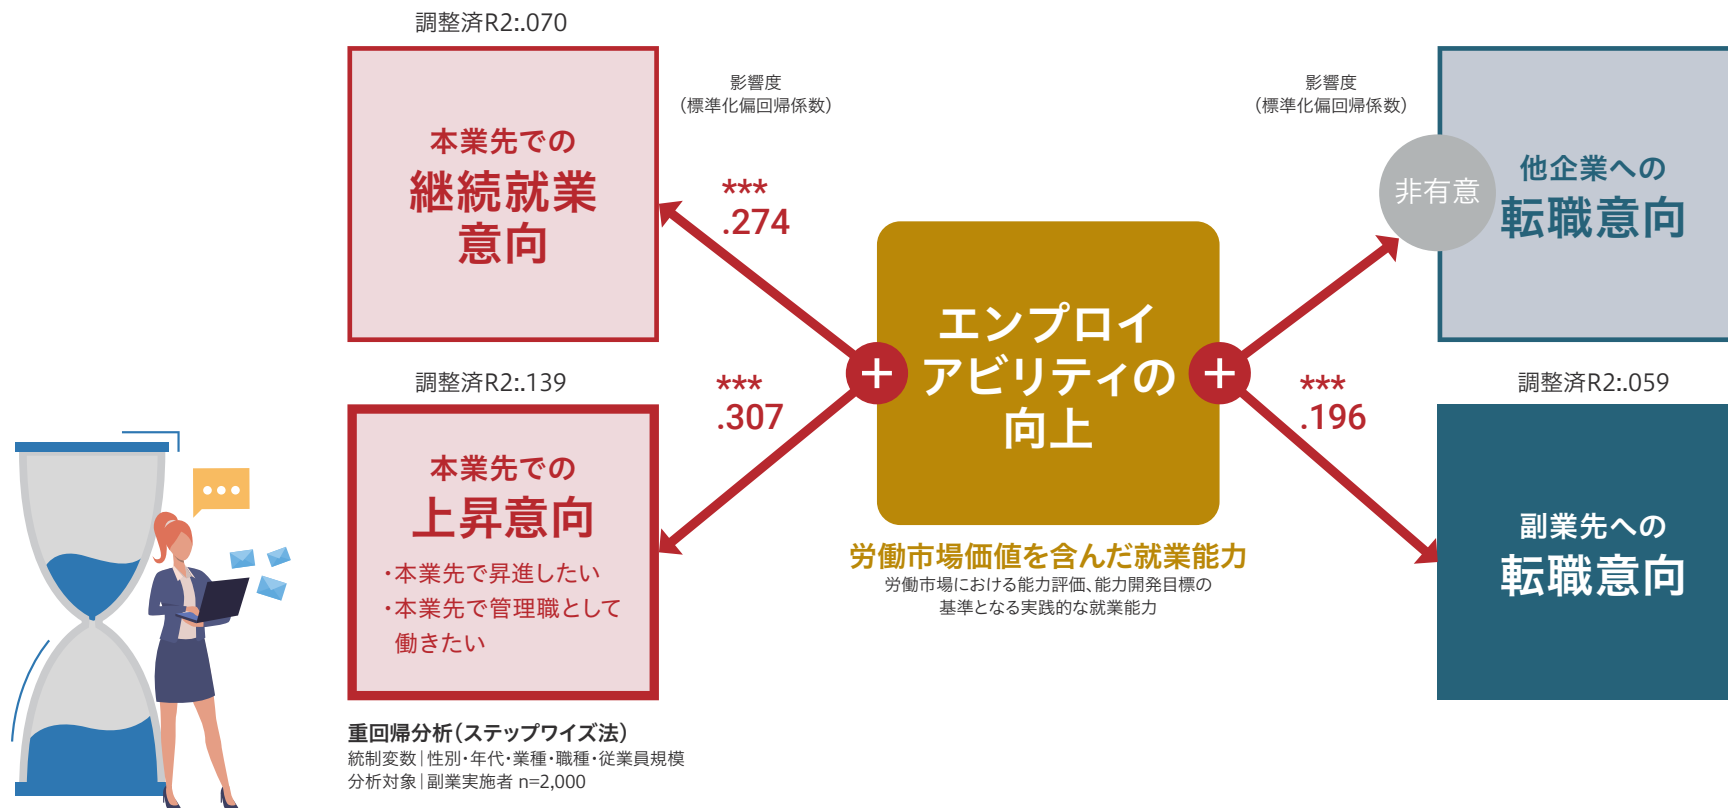 調整済R2:.070
本業先での
継続就業
意向
影響度
(標準化偏回帰係数)
***
.274
調整済R2:.139
本業先での
上昇意向
・本業先で昇進したい
・本業先で管理職として
働きたい
***
.307
重回帰分析(ステップワイズ法)
統制変数|性別・年代・業種・職種・従業員規模
分析対象|副業実施者 n=2,000
+
エンプロイ
アビリティの
向上
+
労働市場価値を含んだ就業能力
労働市場における能力評価、能力開発目標の
基準となる実践的な就業能力
影響度
(標準化偏回帰係数)
非有意
他企業への
転職意向
***
.196
調整済R2:.059
副業先への
転職意向